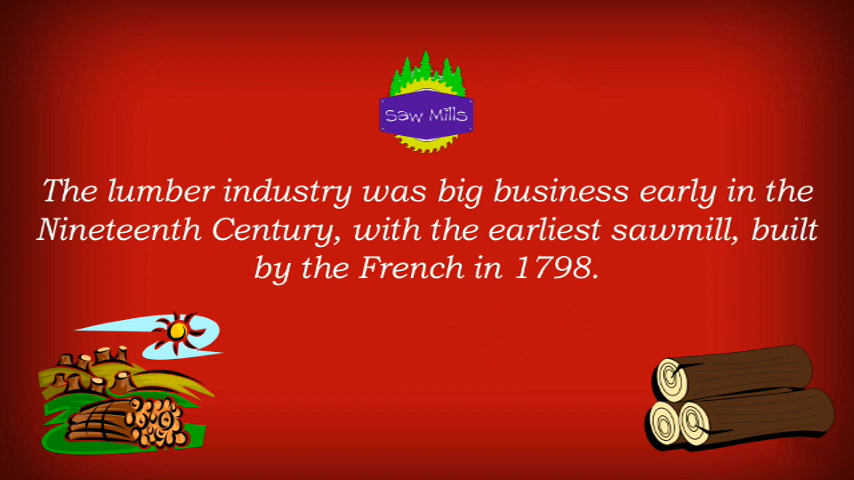 Saw Mills
The lumber industry was big business early in the
Nineteenth Century, with the earliest sawmill, built
by the French in 1798.